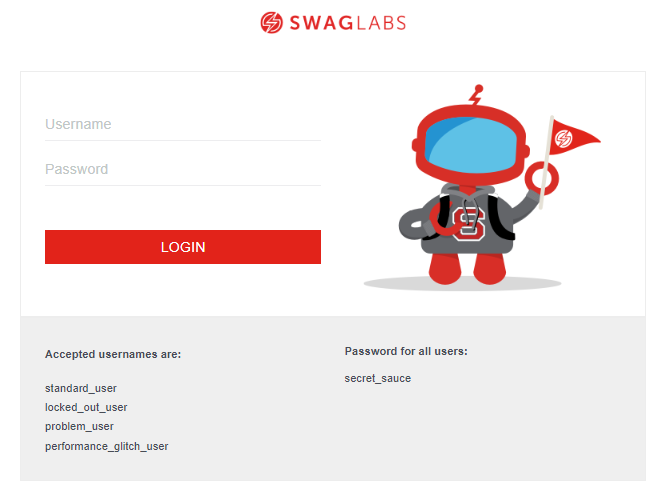 SWAGLABS
Username
Password
LOGIN
S
Accepted usernames are:
standard_user
locked_out_user
problem_user
performance_glitch_user
Password for all users:
secret_sauce